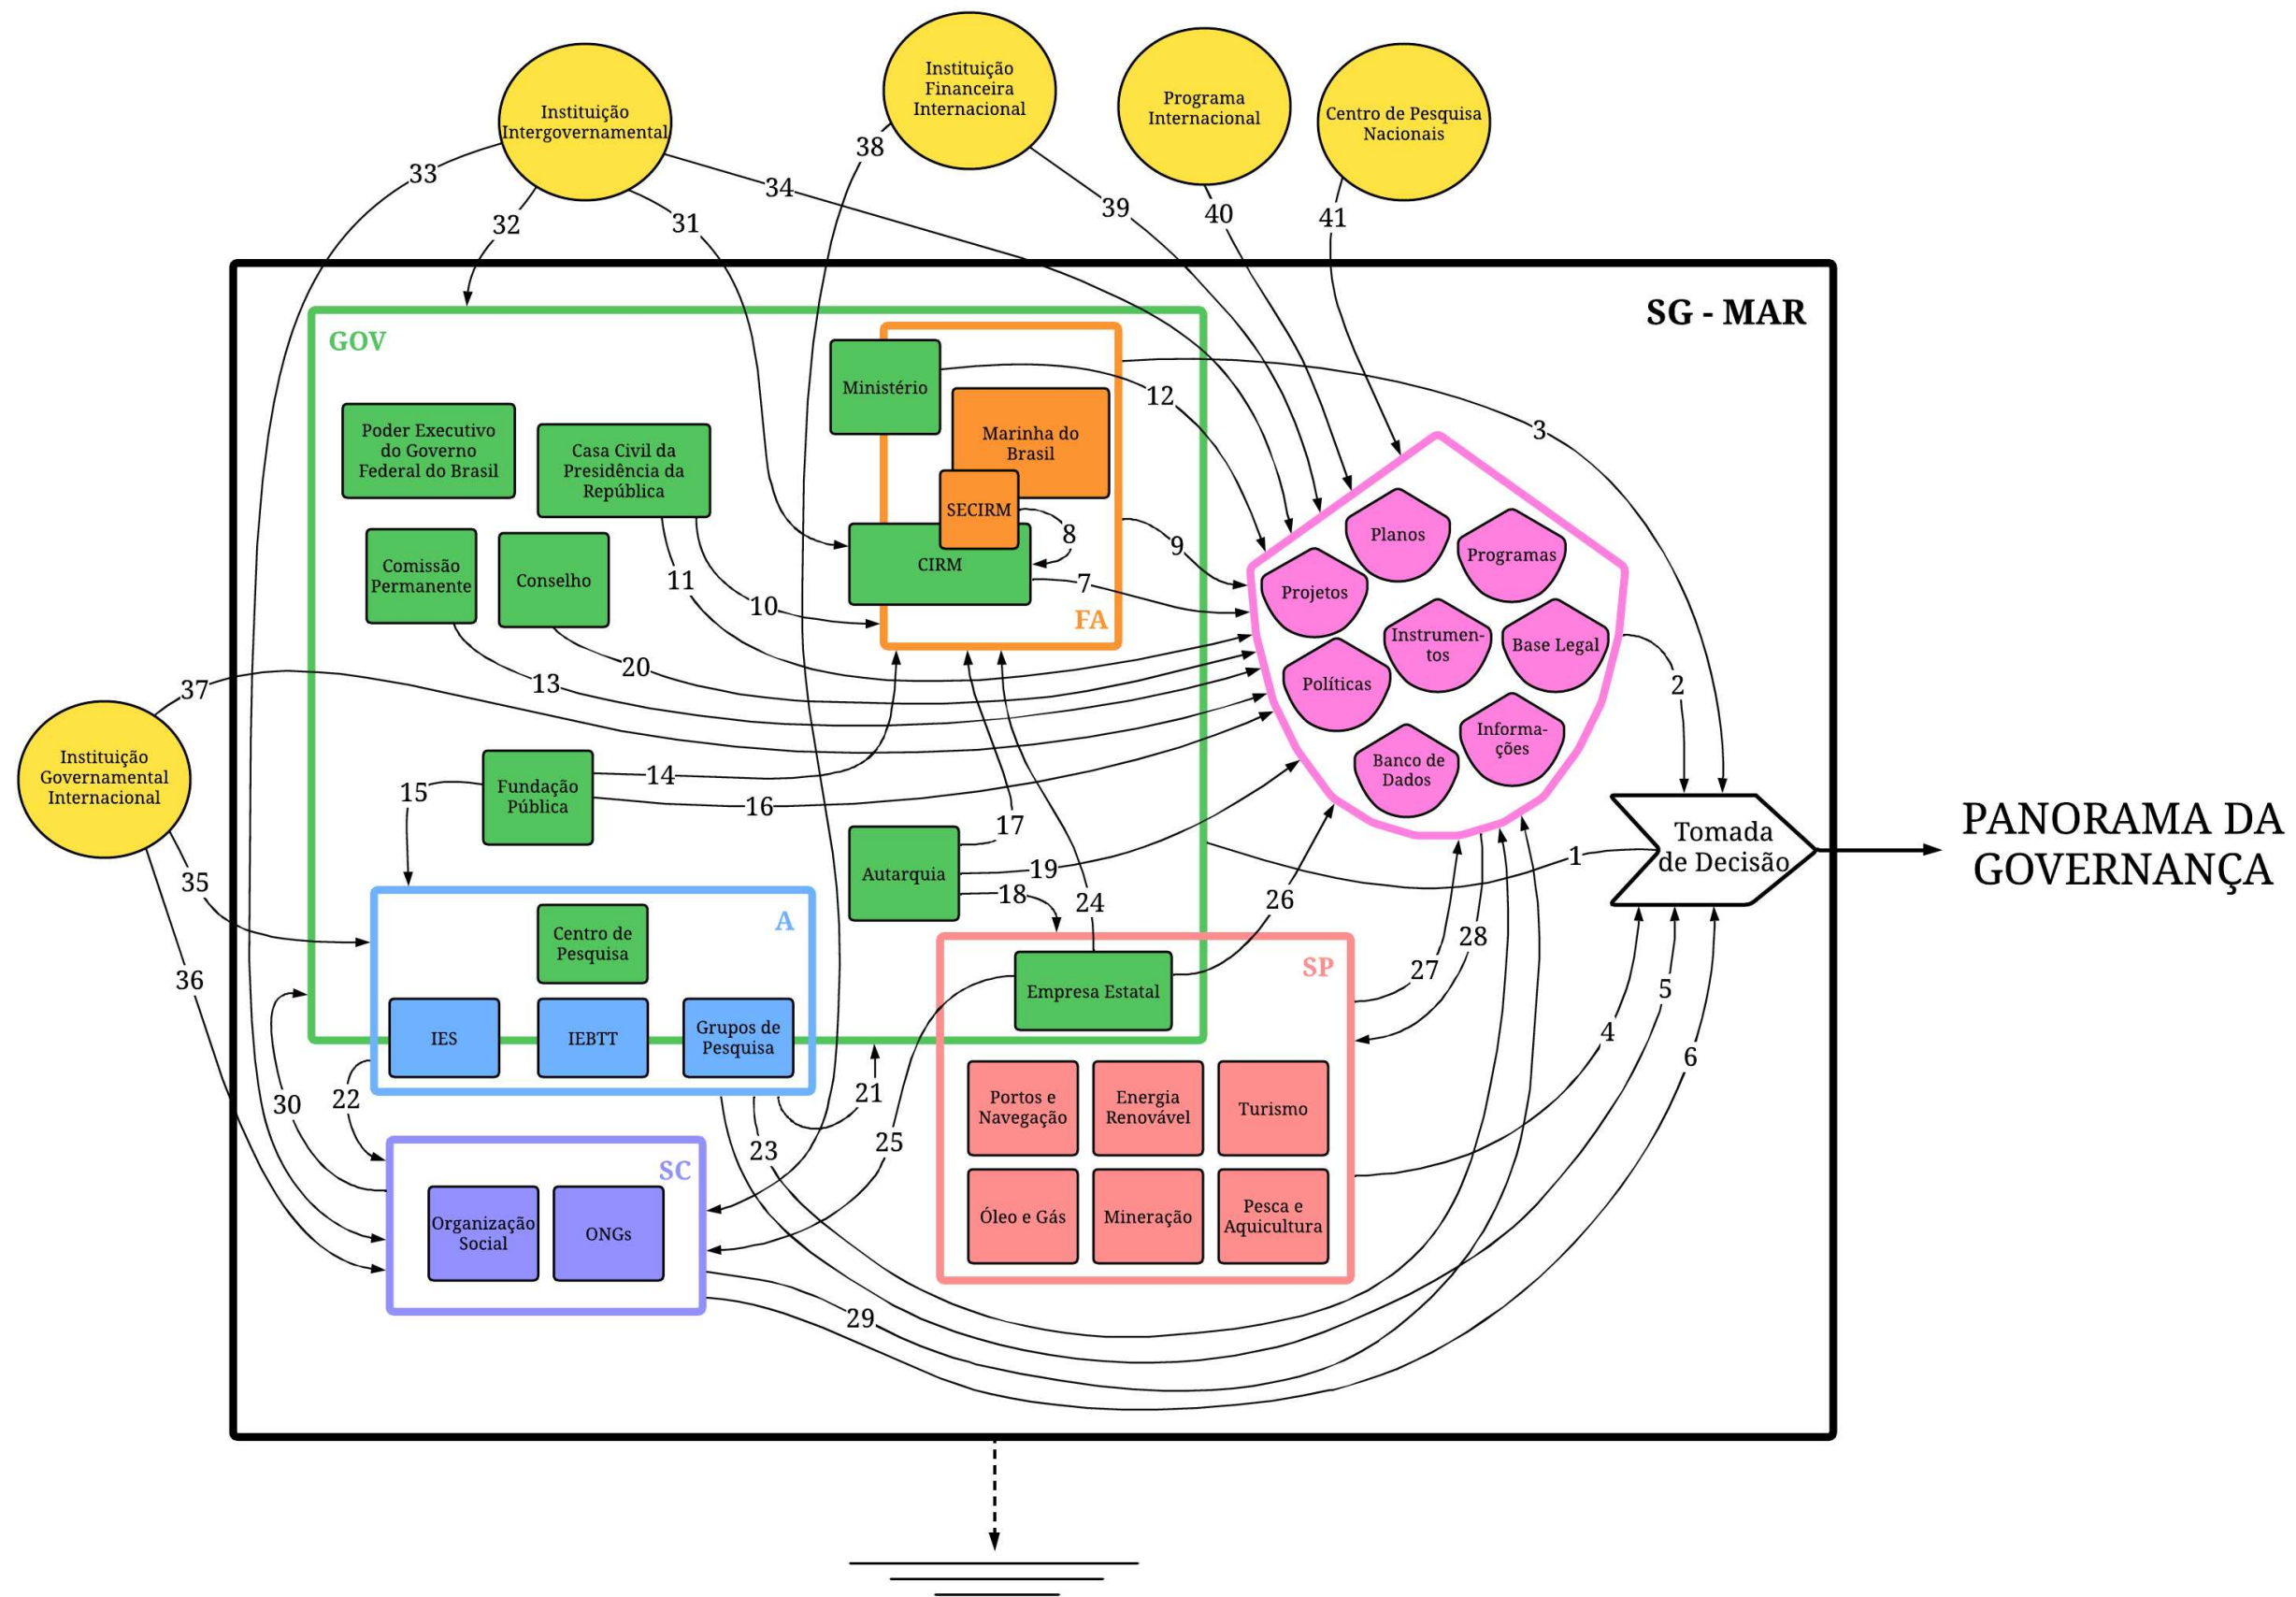 Instituição
Intergovernamental
Instituição
Financeira
Internacional
Programa
Internacional
Centro de Pesquisa
Nacionais
33
32
31
34
38
39
40
41
SG - MAR
GOV
Ministério
12
3
Poder Executivo
do Governo
Federal do Brasil
Casa Civil da
Presidência da
República
Marinha do
Brasil
SECIRM
8
CIRM
9
7
FA
Comissão
Permanente
Conselho
11
10
20
13
37
Planos
Programas
Projetos
Instrumen-
tos
Base Legal
Políticas
Informa-
ções
Banco de
Dados
2
Instituição
Governamental
Internacional
Fundação
Pública
15
14
16
17
Autarquia
19
18
24
26
1
Tomada
de Decisão
PANORAMA DA
GOVERNANÇA
35
36
A
Centro de
Pesquisa
IES
IEBTT
Grupos de
Pesquisa
SP
Empresa Estatal
27
28
5
4
6
30
22
21
23
25
Portos e
Navegação
Energia
Renovável
Turismo
Óleo e Gás
Mineração
Pesca e
Aquicultura
SC
Organização
Social
ONGs
29